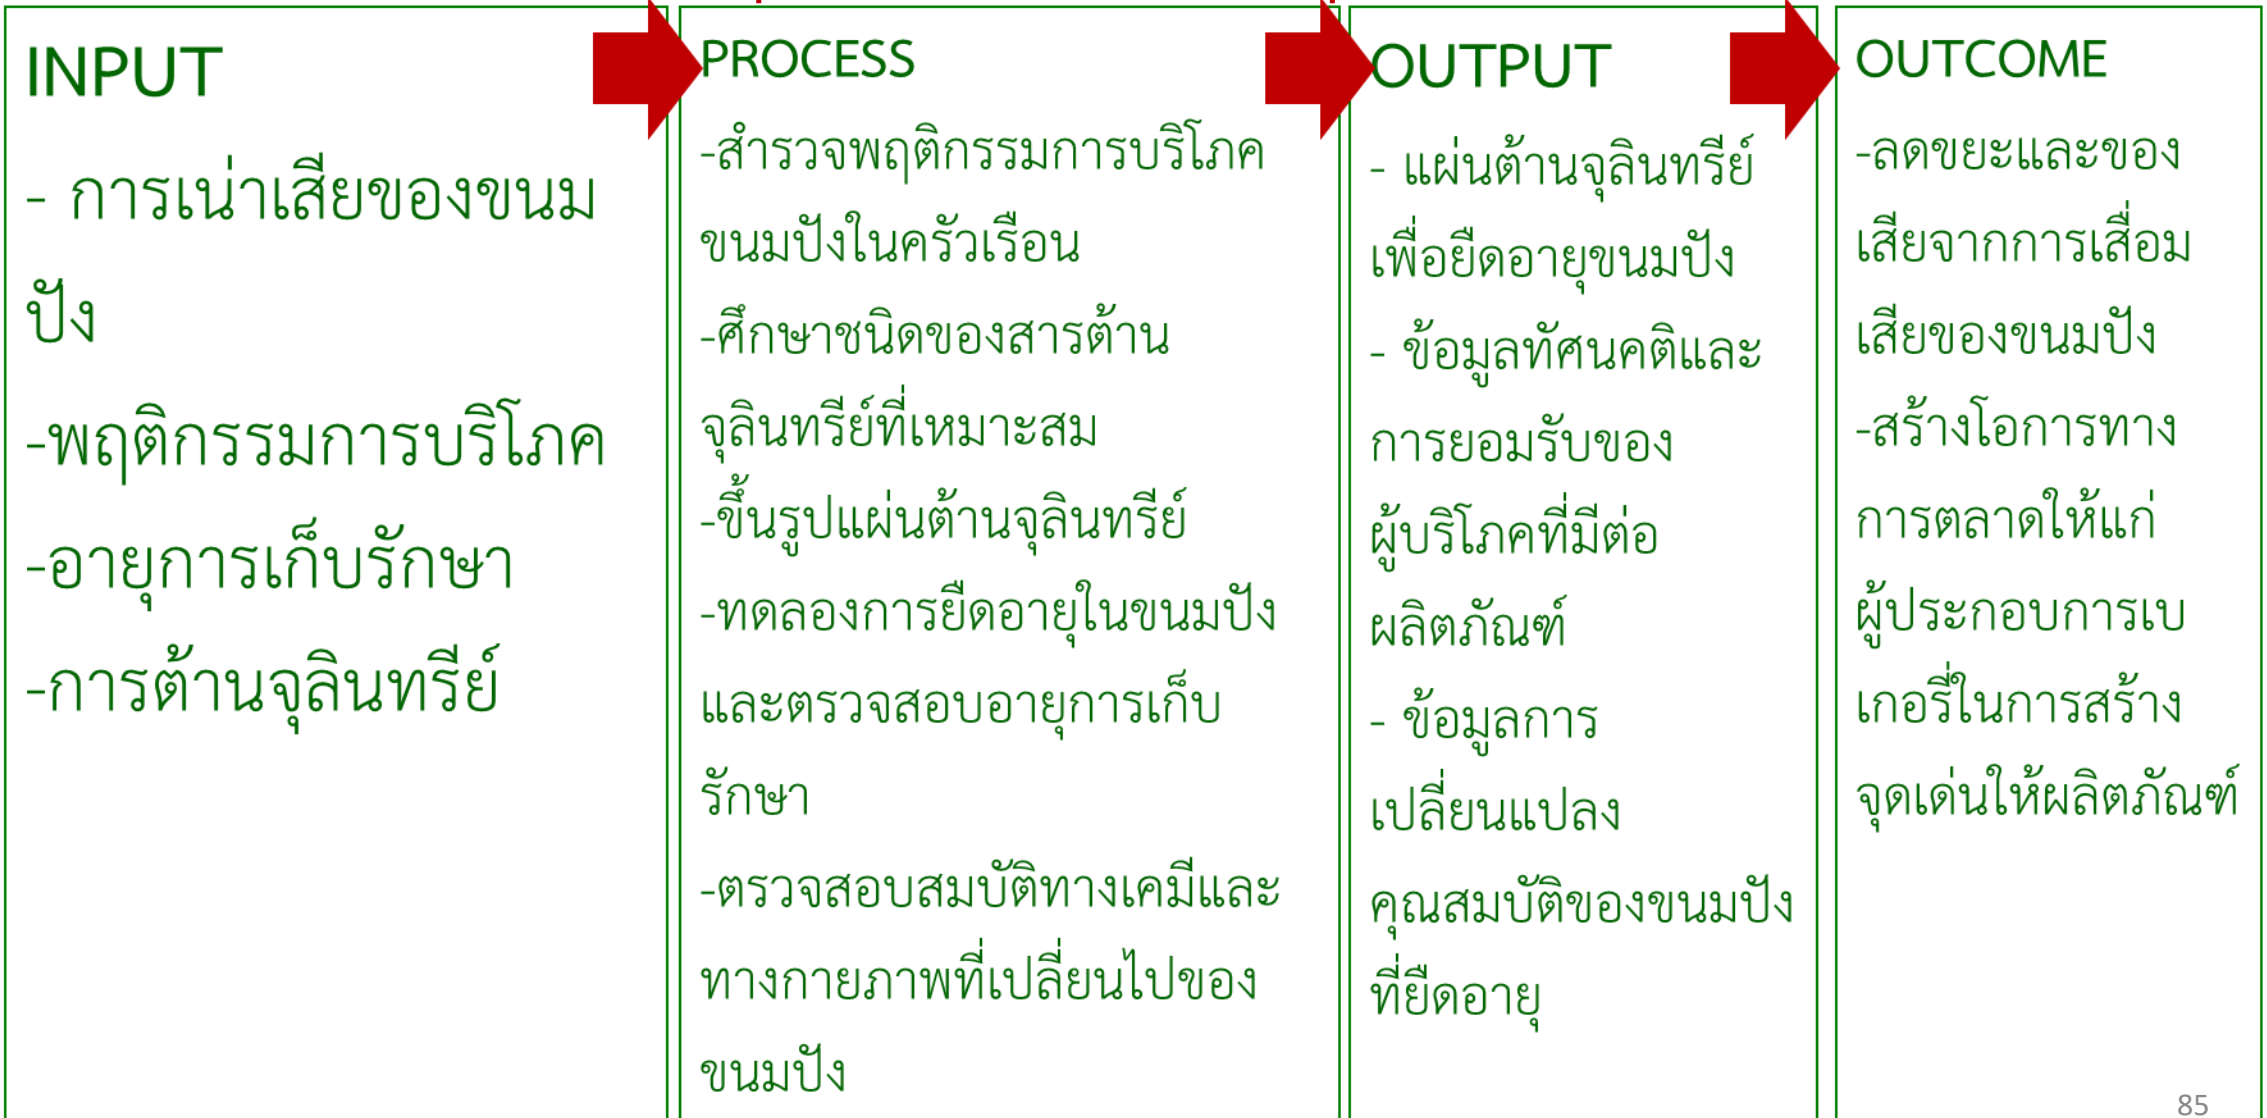 INPUT
- การเน่าเสียของขนม
ปัง
-พฤติกรรมการบริโภค
-อายุการเก็บรักษา
-การต้านจุลินทรีย์
PROCESS
-สำรวจพฤติกรรมการบริโภค
ขนมปังในครัวเรือน
-ศึกษาชนิดของสารต้าน
จุลินทรีย์ที่เหมาะสม
-ขึ้นรูปแผ่นต้านจุลินทรีย์
-ทดลองการยืดอายุในขนมปัง
และตรวจสอบอายุการเก็บ
รักษา
-ตรวจสอบสมบัติทางเคมีและ
ทางกายภาพที่เปลี่ยนไปของ
ขนมปัง
OUTPUT
- แผ่นต้านจุลินทรีย์
เพื่อยืดอายุขนมปัง
- ข้อมูลทัศนคติและ
การยอมรับของ
ผู้บริโภคที่มีต่อ
ผลิตภัณฑ์
- ข้อมูลการ
เปลี่ยนแปลง
คุณสมบัติของขนมปัง
ที่ยืดอายุ
OUTCOME
-ลดขยะและของ
เสียจากการเสื่อม
เสียของขนมปัง
-สร้างโอการทาง
การตลาดให้แก่
ผู้ประกอบการเบ
เกอรี่ในการสร้าง
จุดเด่นให้ผลิตภัณฑ์
85